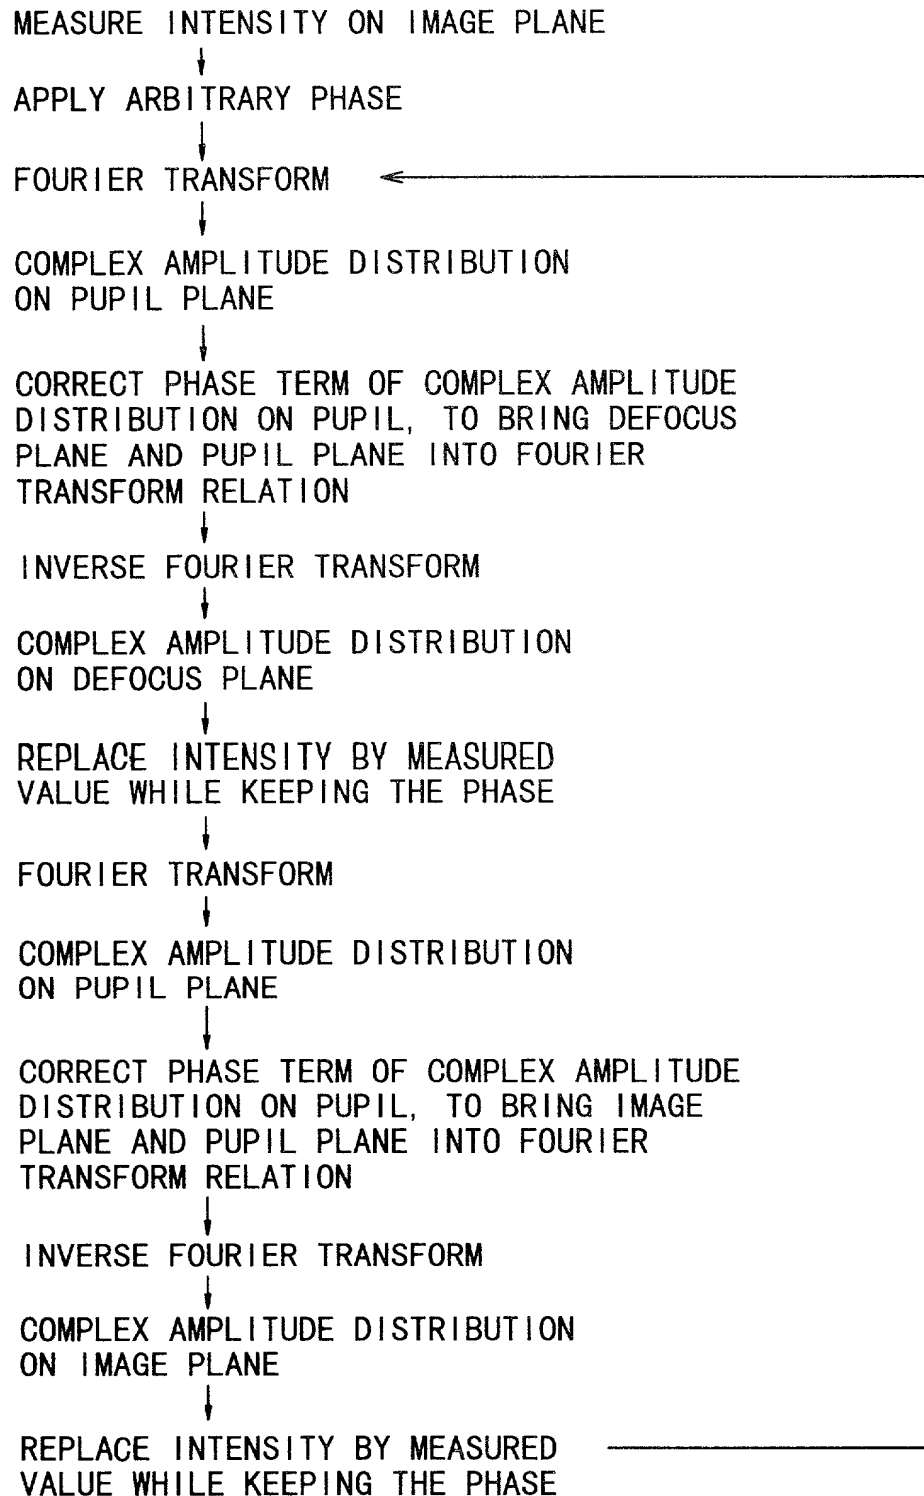 MEASURE INTENSITY ON IMAGE PLANE
APPLY ARBITRARY PHASE
FOURIER TRANSFORM
COMPLEX AMPLITUDE DISTRIBUTION
ON PUPIL PLANE
CORRECT PHASE TERM OF COMPLEX AMPLITUDE
DISTRIBUTION ON PUPIL, TO BRING DEFOCUS
PLANE AND PUPIL PLANE INTO FOURIER
TRANSFORM RELATION
INVERSE FOURIER TRANSFORM
COMPLEX AMPLITUDE DISTRIBUTION
ON DEFOCUS PLANE
REPLACE INTENSITY BY MEASURED
VALUE WHILE KEEPING THE PHASE
FOURIER TRANSFORM
COMPLEX AMPLITUDE DISTRIBUTION
ON PUPIL PLANE
CORRECT PHASE TERM OF COMPLEX AMPLITUDE
DISTRIBUTION ON PUPIL, TO BRING IMAGE
PLANE AND PUPIL PLANE INTO FOURIER
TRANSFORM RELATION
INVERSE FOURIER TRANSFORM
COMPLEX AMPLITUDE DISTRIBUTION
ON IMAGE PLANE
REPLACE INTENSITY BY MEASURED
VALUE WHILE KEEPING THE PHASE